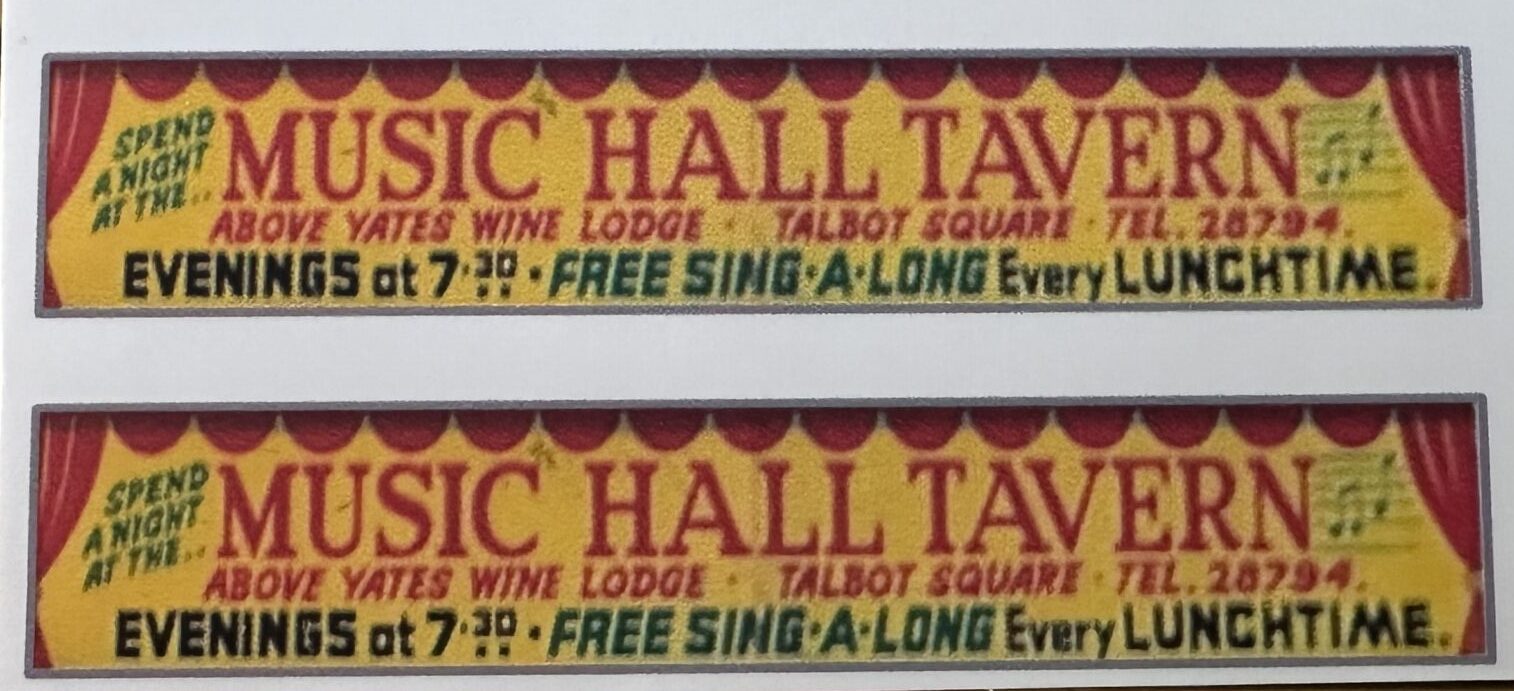 SPEND
A NIGHT
AT THE..
MUSIC HALL TAVERN
ABOVE YATES WINE LODGE · TALBOT SQUARE · TEL. 28794.
EVENINGS at 7·30 · FREE SING·A·LONG Every LUNCHTIME.
SPEND
A NIGHT
AT THE..
MUSIC HALL TAVERN
ABOVE YATES WINE LODGE · TALBOT SQUARE · TEL. 28794.
EVENINGS at 7·30 · FREE SING·A·LONG Every LUNCHTIME.